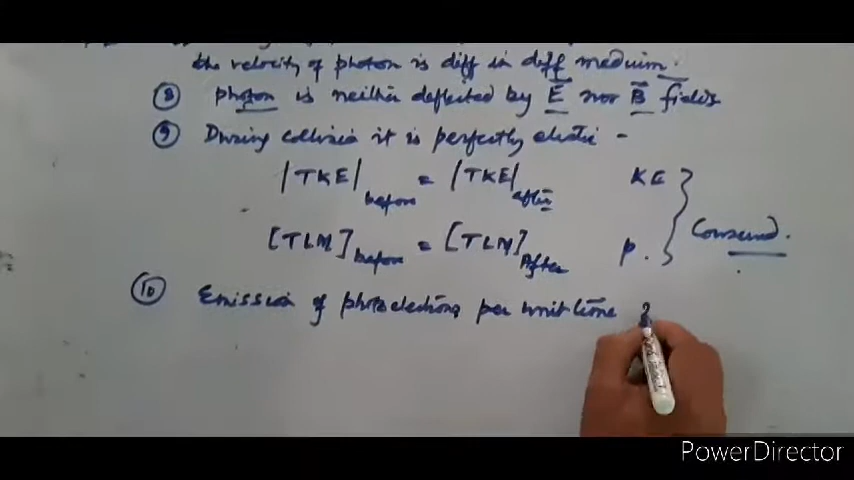 the velocity of photon is diff in diff medium.
⑧ photon is neither deflected by E nor B fields
⑨ During collision it is perfectly elastic -
|TKE|before = |TKE|after KE
[TLM]before = [TLM]After p. } Conserved.
⑩ Emission of photoelectrons per unit time
PowerDirector